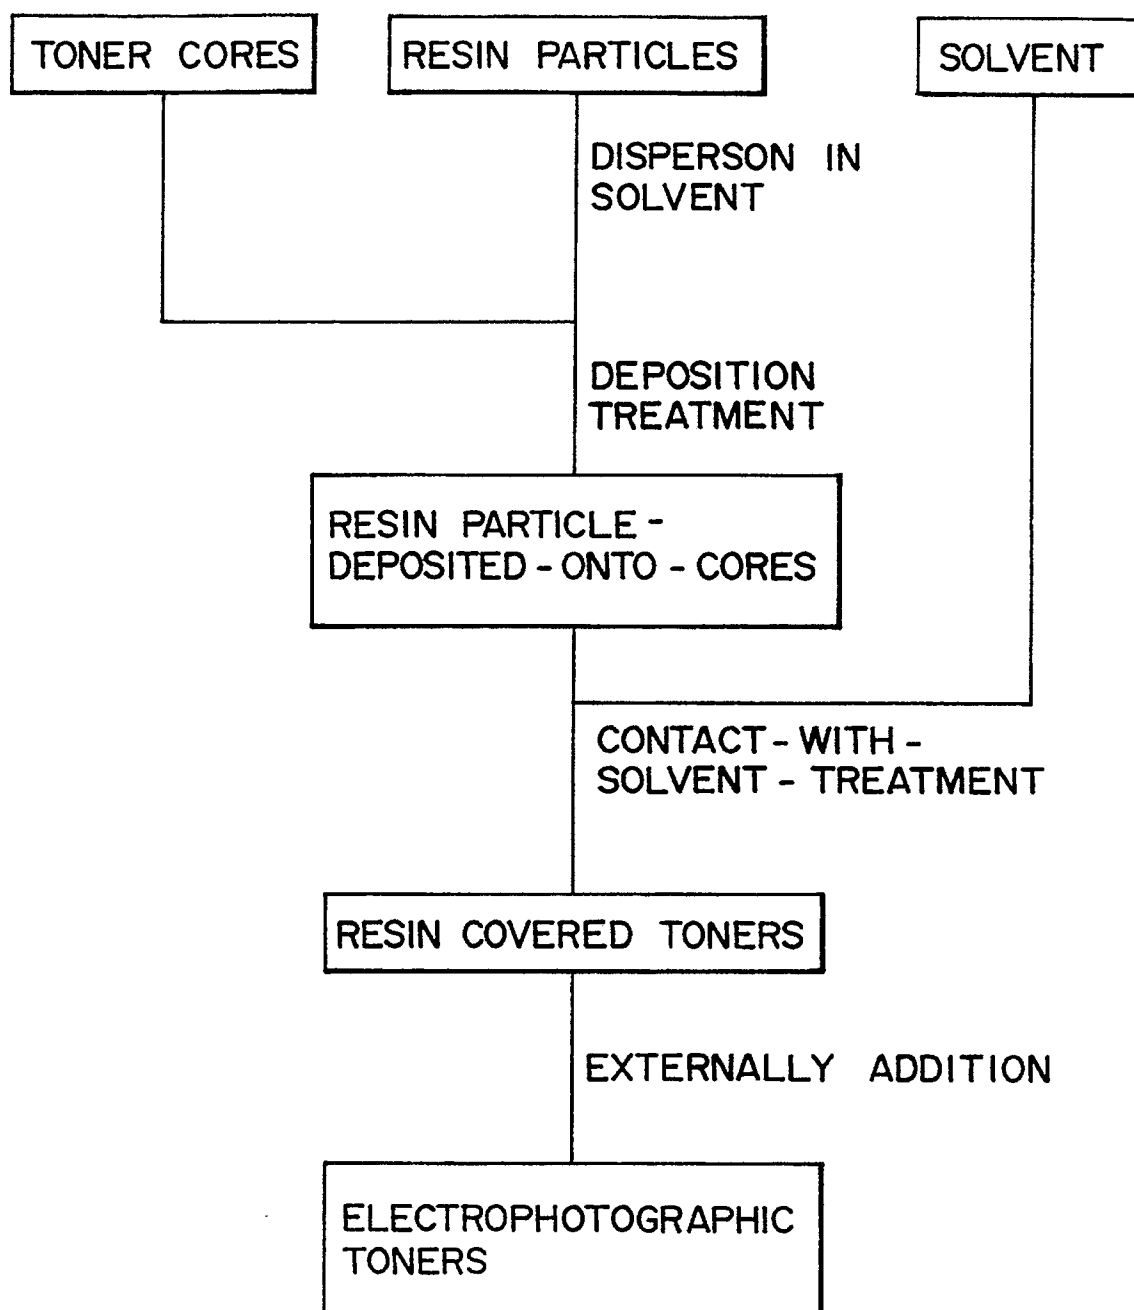 TONER CORES
RESIN PARTICLES
SOLVENT
DISPERSON IN
SOLVENT
DEPOSITION
TREATMENT
RESIN PARTICLE -
DEPOSITED - ONTO - CORES
CONTACT - WITH -
SOLVENT - TREATMENT
RESIN COVERED TONERS
EXTERNALLY ADDITION
ELECTROPHOTOGRAPHIC
TONERS